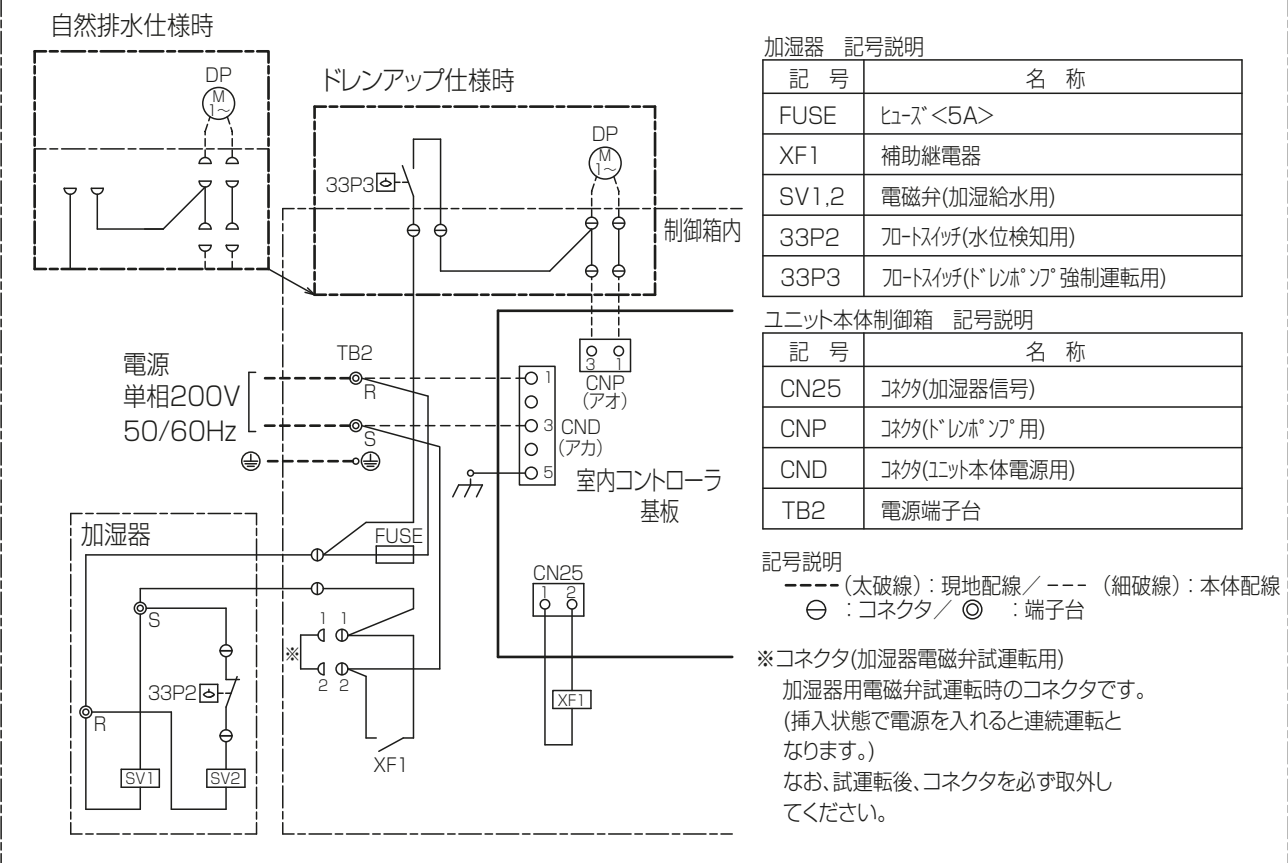 自然排水仕様時
DP
M
1～
ドレンアップ仕様時
33P3
DP
M
1～
制御箱内
電源
単相200V
50/60Hz
TB2
R
S
1
3
5
CND
(アカ)
3 1
CNP
(アオ)
室内コントローラ
基板
加湿器
FUSE
S
33P2
R
SV1
SV2
1 1
※
2 2
XF1
CN25
1 2
XF1
加湿器 記号説明
記 号 名 称
FUSE ﾋｭｰｽﾞ<5A>
XF1 補助継電器
SV1,2 電磁弁(加湿給水用)
33P2 ﾌﾛｰﾄｽｲｯﾁ(水位検知用)
33P3 ﾌﾛｰﾄｽｲｯﾁ(ﾄﾞﾚﾝﾎﾟﾝﾌﾟ強制運転用)
ユニット本体制御箱 記号説明
記 号 名 称
CN25 ｺﾈｸﾀ(加湿器信号)
CNP ｺﾈｸﾀ(ﾄﾞﾚﾝﾎﾟﾝﾌﾟ用)
CND ｺﾈｸﾀ(ﾕﾆｯﾄ本体電源用)
TB2 電源端子台
記号説明
(太破線)：現地配線／--- (細破線)：本体配線
：コネクタ／◎ ：端子台
※コネクタ(加湿器電磁弁試運転用)
加湿器用電磁弁試運転時のコネクタです。
(挿入状態で電源を入れると連続運転と
なります。)
なお、試運転後、コネクタを必ず取外し
てください。